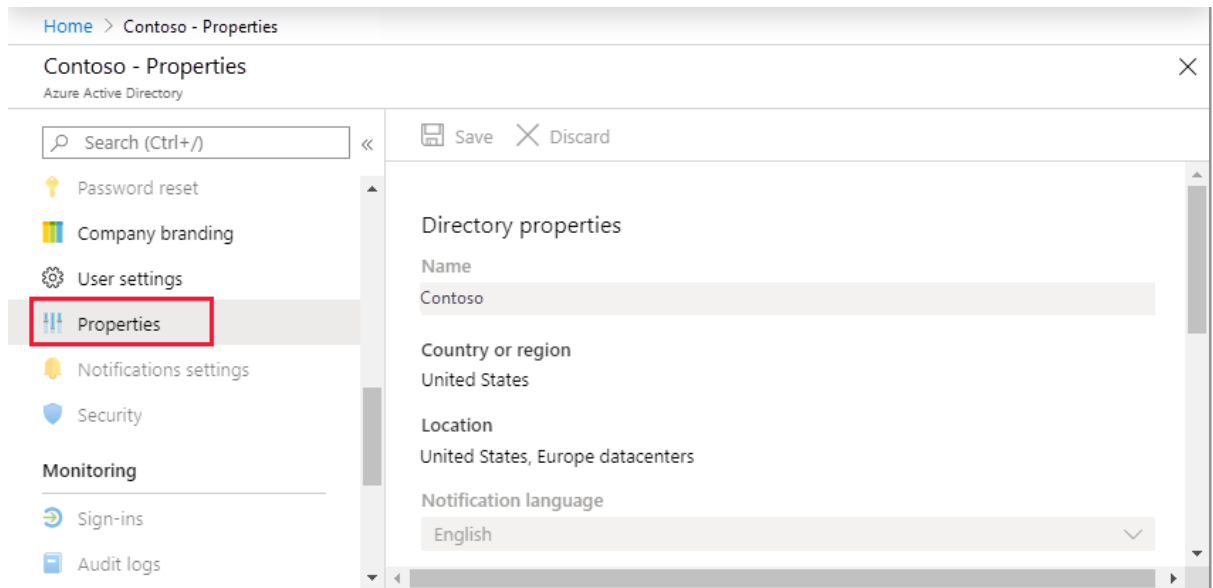 Home > Contoso - Properties
Contoso - Properties
Azure Active Directory
Search (Ctrl+/)
«
Save Discard
Password reset
Company branding
User settings
Properties
Notifications settings
Security
Monitoring
Sign-ins
Audit logs
Directory properties
Name
Contoso
Country or region
United States
Location
United States, Europe datacenters
Notification language
English